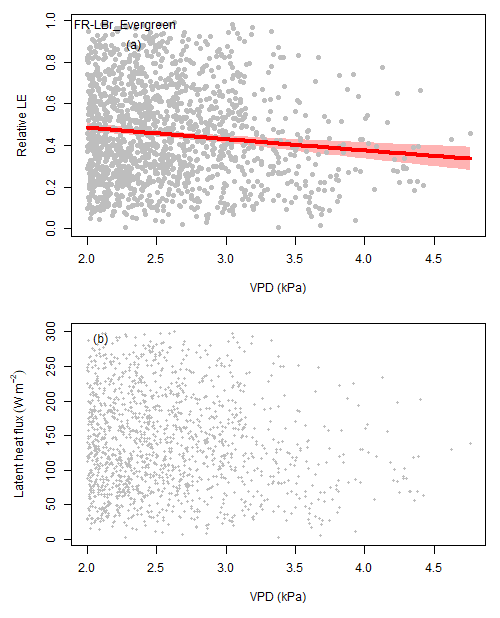 FR-LBr_Evergreen
(a)
1.0
0.8
0.6
0.4
0.2
0.0
Relative LE
2.0 2.5 3.0 3.5 4.0 4.5
VPD (kPa)
(b)
300
250
200
150
100
50
0
Latent heat flux (W m⁻²)
2.0 2.5 3.0 3.5 4.0 4.5
VPD (kPa)